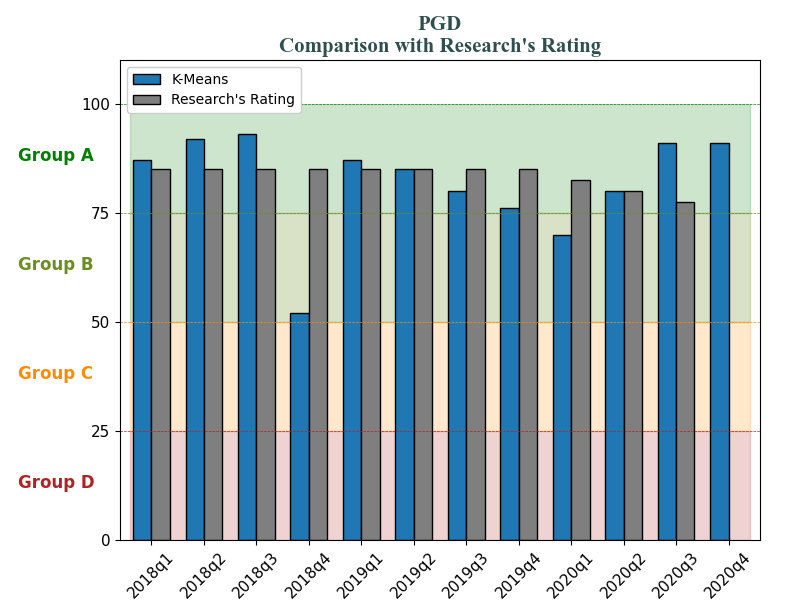 PGD
Comparison with Research's Rating
K-Means
Research's Rating
100
Group A
75
Group B
50
Group C
25
Group D
0
2018q1 2018q2 2018q3 2018q4 2019q1 2019q2 2019q3 2019q4 2020q1 2020q2 2020q3 2020q4